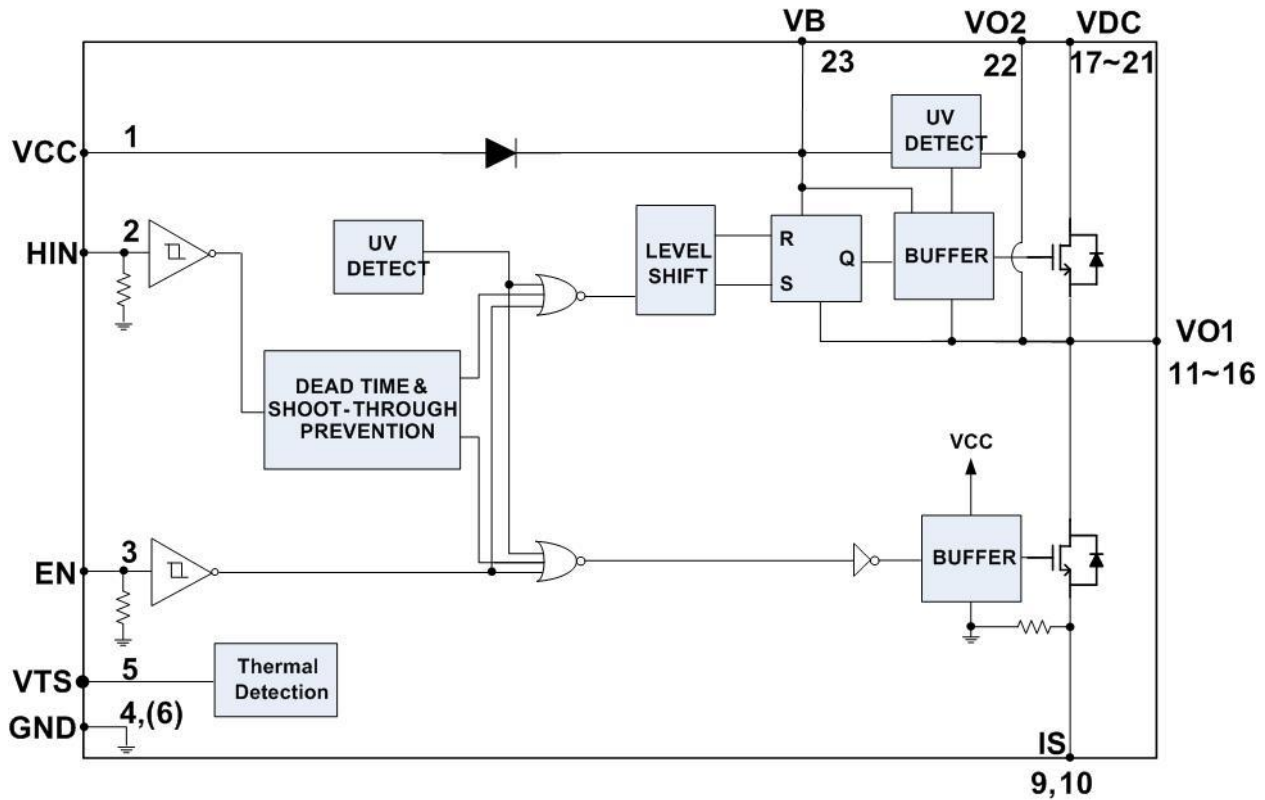 VB
VO2
VDC
23
22
17~21
UV
DETECT
VCC
1
HIN
2
UV
DETECT
LEVEL
SHIFT
R
S
Q
BUFFER
VO1
11~16
DEAD TIME &
SHOOT-THROUGH
PREVENTION
VCC
EN
3
BUFFER
VTS
5
Thermal
Detection
GND
4,(6)
IS
9,10